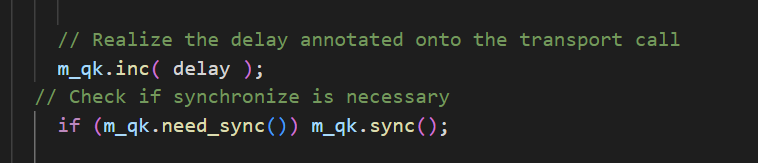 // Realize the delay annotated onto the transport call
m_qk.inc( delay );
// Check if synchronize is necessary
if (m_qk.need_sync()) m_qk.sync();